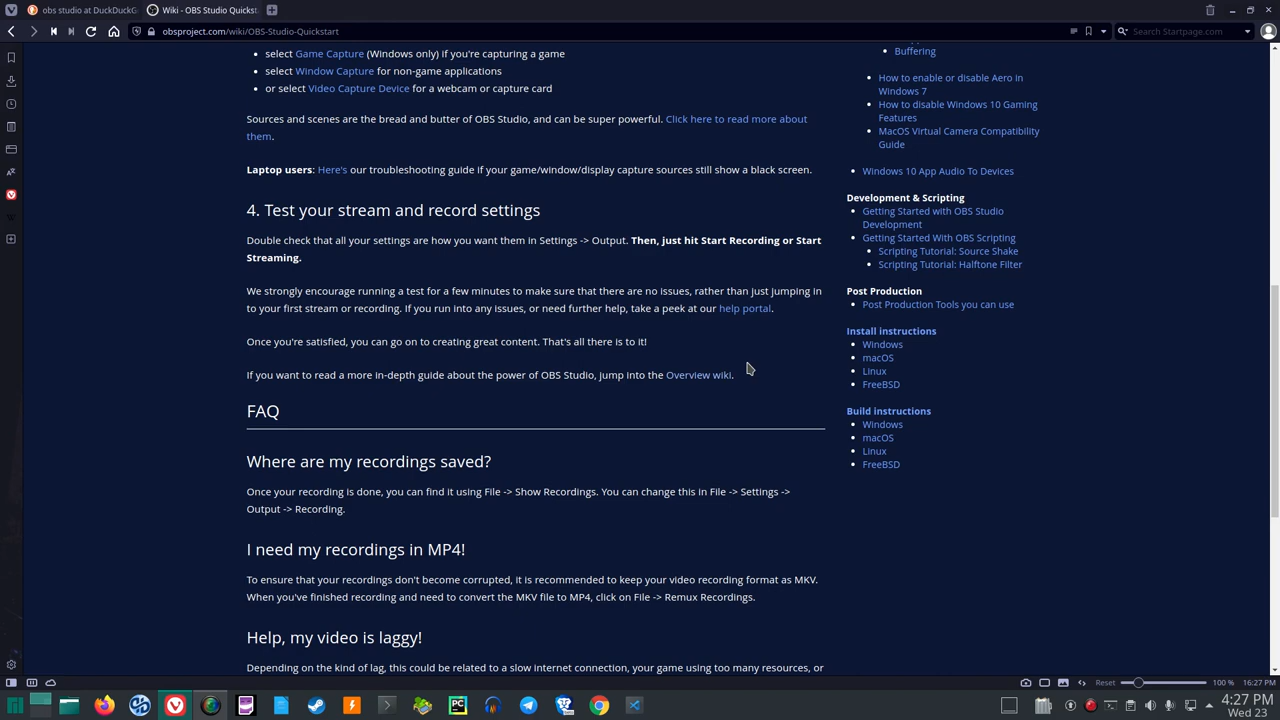 obs studio at DuckDuckG
Wiki - OBS Studio Quickst
obsproject.com/wiki/OBS-Studio-Quickstart
Search Startpage.com
select Game Capture (Windows only) if you're capturing a game
select Window Capture for non-game applications
or select Video Capture Device for a webcam or capture card
Sources and scenes are the bread and butter of OBS Studio, and can be super powerful. Click here to read more about
them.
Laptop users: Here's our troubleshooting guide if your game/window/display capture sources still show a black screen.
4. Test your stream and record settings
Double check that all your settings are how you want them in Settings -> Output. Then, just hit Start Recording or Start
Streaming.
We strongly encourage running a test for a few minutes to make sure that there are no issues, rather than just jumping in
to your first stream or recording. If you run into any issues, or need further help, take a peek at our help portal.
Once you're satisfied, you can go on to creating great content. That's all there is to it!
If you want to read a more in-depth guide about the power of OBS Studio, jump into the Overview wiki.
FAQ
Where are my recordings saved?
Once your recording is done, you can find it using File -> Show Recordings. You can change this in File -> Settings ->
Output -> Recording.
I need my recordings in MP4!
To ensure that your recordings don't become corrupted, it is recommended to keep your video recording format as MKV.
When you've finished recording and need to convert the MKV file to MP4, click on File -> Remux Recordings.
Help, my video is laggy!
Depending on the kind of lag, this could be related to a slow internet connection, your game using too many resources, or
Buffering
How to enable or disable Aero in
Windows 7
How to disable Windows 10 Gaming
Features
MacOS Virtual Camera Compatibility
Guide
Windows 10 App Audio To Devices
Development & Scripting
Getting Started with OBS Studio
Development
Getting Started With OBS Scripting
Scripting Tutorial: Source Shake
Scripting Tutorial: Halftone Filter
Post Production
Post Production Tools you can use
Install instructions
Windows
macOS
Linux
FreeBSD
Build instructions
Windows
macOS
Linux
FreeBSD
Reset
100 %
16:27 PM
4:27 PM
Wed 23